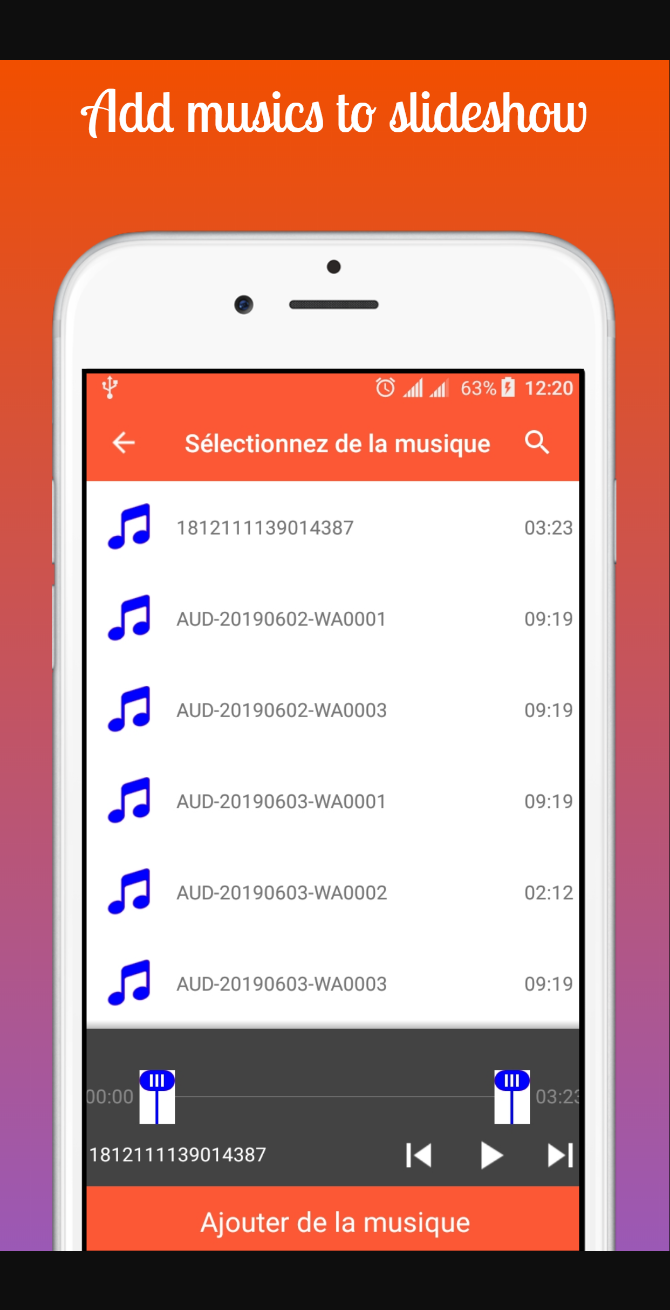 Add musics to slideshow
63% 12:20
Sélectionnez de la musique
1812111139014387 03:23
AUD-20190602-WA0001 09:19
AUD-20190602-WA0003 09:19
AUD-20190603-WA0001 09:19
AUD-20190603-WA0002 02:12
AUD-20190603-WA0003 09:19
00:00 03:23
1812111139014387
Ajouter de la musique